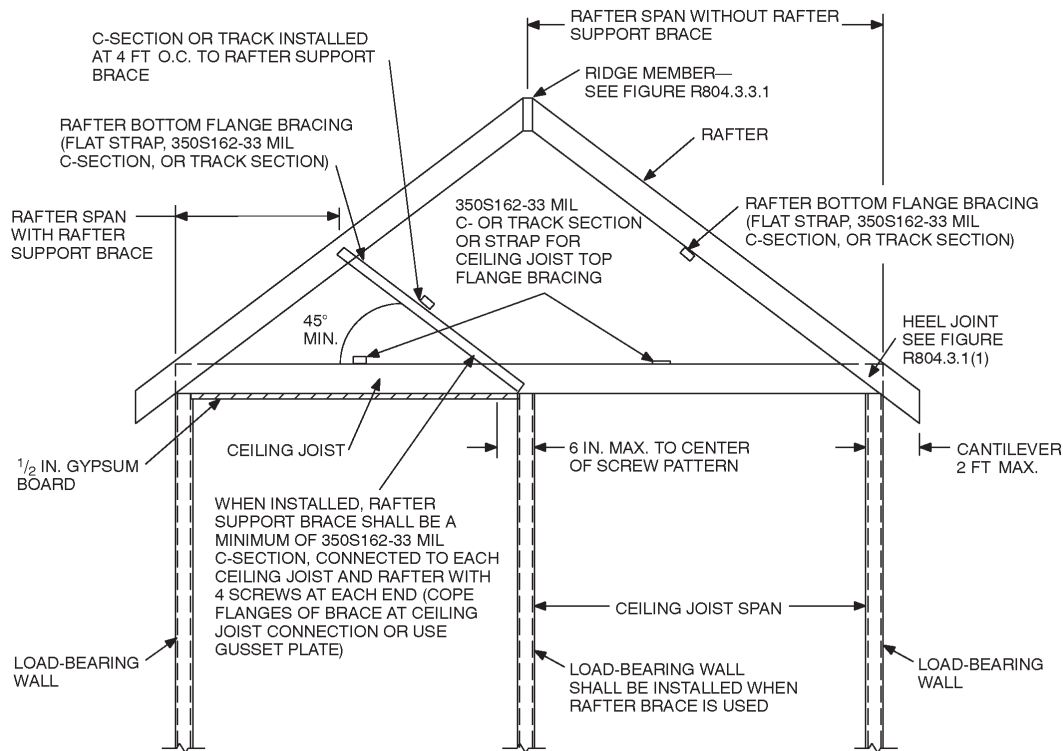 RAFTER SPAN WITHOUT RAFTER
SUPPORT BRACE
C-SECTION OR TRACK INSTALLED
AT 4 FT O.C. TO RAFTER SUPPORT
BRACE
RIDGE MEMBER—
SEE FIGURE R804.3.3.1
RAFTER BOTTOM FLANGE BRACING
(FLAT STRAP, 350S162-33 MIL
C-SECTION, OR TRACK SECTION)
RAFTER
RAFTER SPAN
WITH RAFTER
SUPPORT BRACE
350S162-33 MIL
C- OR TRACK SECTION
OR STRAP FOR
CEILING JOIST TOP
FLANGE BRACING
RAFTER BOTTOM FLANGE BRACING
(FLAT STRAP, 350S162-33 MIL
C-SECTION, OR TRACK SECTION)
45°
MIN.
HEEL JOINT
SEE FIGURE
R804.3.1(1)
1/2 IN. GYPSUM
BOARD
CEILING JOIST
6 IN. MAX. TO CENTER
OF SCREW PATTERN
CANTILEVER
2 FT MAX.
WHEN INSTALLED, RAFTER
SUPPORT BRACE SHALL BE A
MINIMUM OF 350S162-33 MIL
C-SECTION, CONNECTED TO EACH
CEILING JOIST AND RAFTER WITH
4 SCREWS AT EACH END (COPE
FLANGES OF BRACE AT CEILING
JOIST CONNECTION OR USE
GUSSET PLATE)
CEILING JOIST SPAN
LOAD-BEARING
WALL
LOAD-BEARING WALL
SHALL BE INSTALLED WHEN
RAFTER BRACE IS USED
LOAD-BEARING
WALL